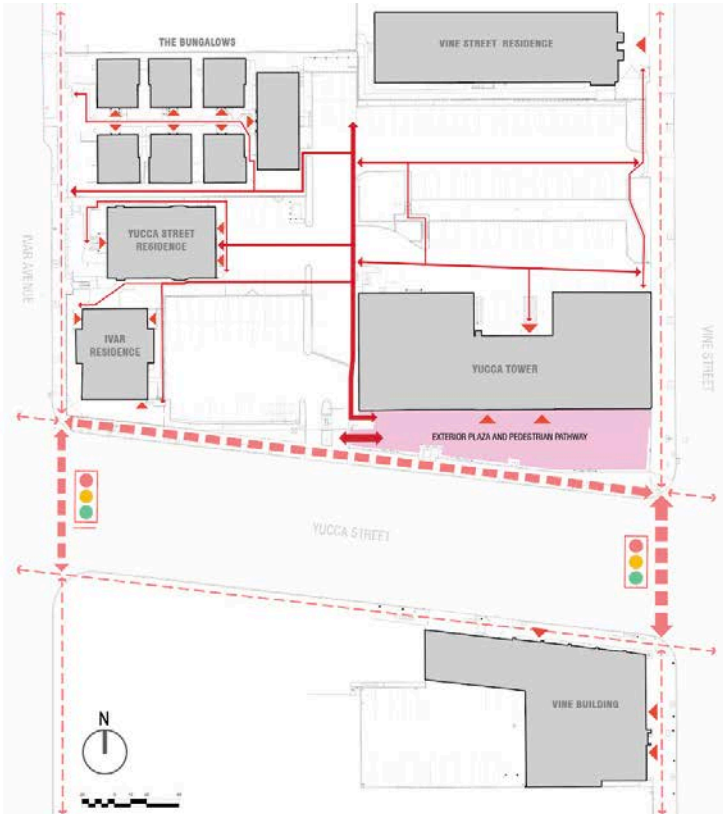 THE BUNGALOWS
VINE STREET RESIDENCE
YUCCA STREET
RESIDENCE
IVAR AVENUE
IVAR
RESIDENCE
YUCCA TOWER
VINE STREET
EXTERIOR PLAZA AND PEDESTRIAN PATHWAY
YUCCA STREET
VINE BUILDING
N